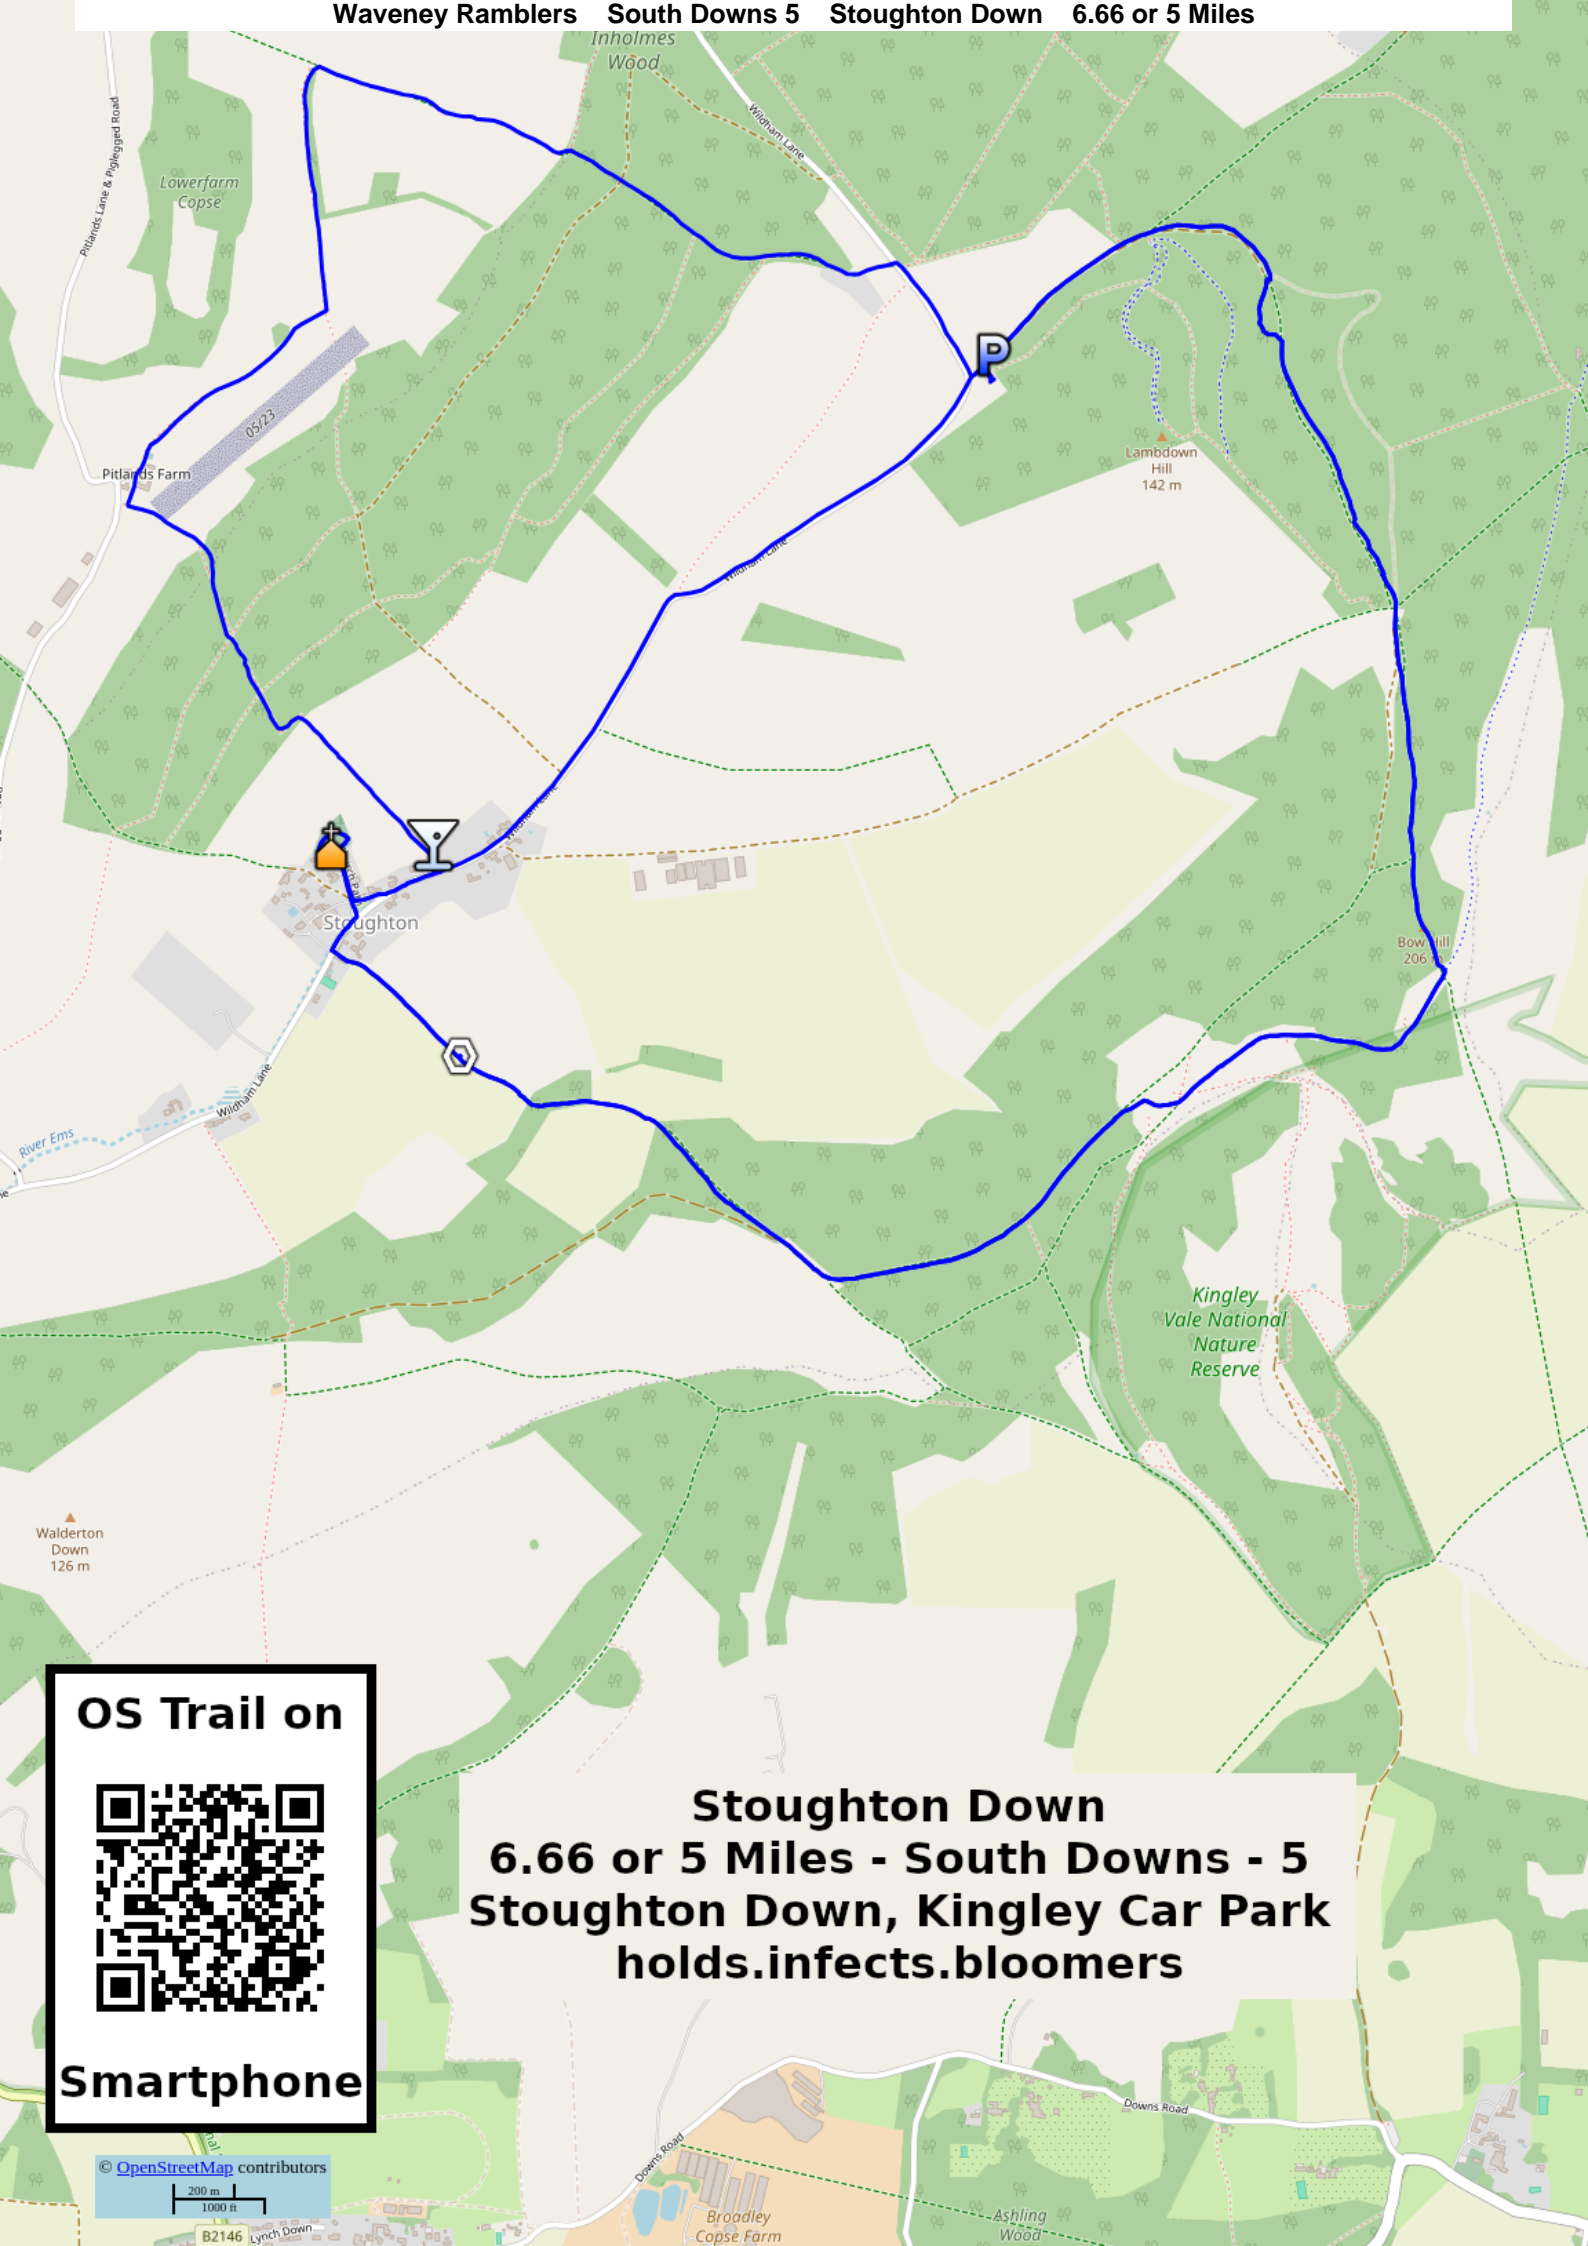 Waveney Ramblers South Downs 5 Stoughton Down 6.66 or 5 Miles
Inholmes
Wood
Wildham Lane
Pitlands Lane & Piglegged Road
Lowerfarm
Copse
P
05/23
Pitlands Farm
Lambdown
Hill
142 m
Wildham Lane
Wildham Lane
Stoughton
Bow Hill
206 m
Wildham Lane
River Ems
Kingley
Vale National
Nature
Reserve
Walderton
Down
126 m
OS Trail on
Smartphone
Stoughton Down
6.66 or 5 Miles - South Downs - 5
Stoughton Down, Kingley Car Park
holds.infects.bloomers
Downs Road
Downs Road
© OpenStreetMap contributors
200 m
1000 ft
B2146
Lynch Down
Broadley
Copse Farm
Ashling
Wood